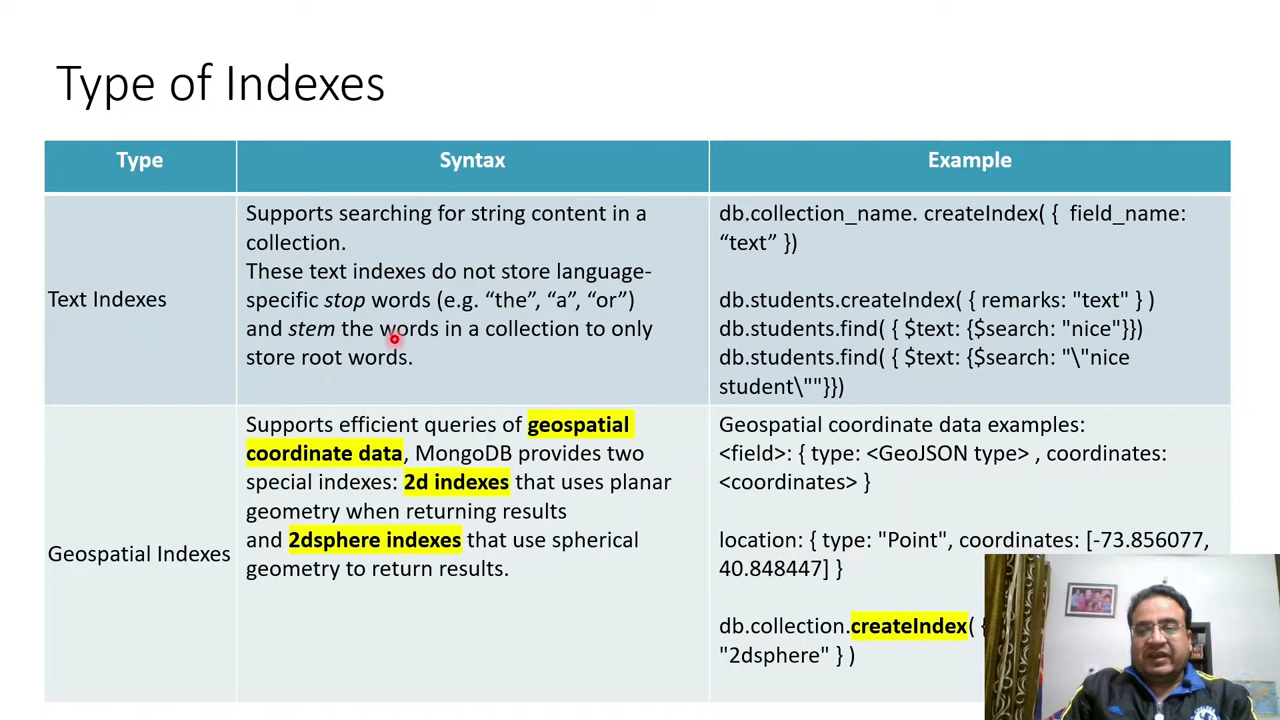 Type of Indexes
Type
Syntax
Example
Text Indexes
Supports searching for string content in a
collection.
These text indexes do not store language-
specific stop words (e.g. “the”, “a”, “or”)
and stem the words in a collection to only
store root words.
db.collection_name. createIndex( { field_name:
“text” })
db.students.createIndex( { remarks: "text" } )
db.students.find( { $text: {$search: "nice"}})
db.students.find( { $text: {$search: "\"nice
student\""}})
Geospatial Indexes
Supports efficient queries of geospatial
coordinate data, MongoDB provides two
special indexes: 2d indexes that uses planar
geometry when returning results
and 2dsphere indexes that use spherical
geometry to return results.
Geospatial coordinate data examples:
<field>: { type: <GeoJSON type> , coordinates:
<coordinates> }
location: { type: "Point", coordinates: [-73.856077,
40.848447] }
db.collection.createIndex( {
"2dsphere" } )